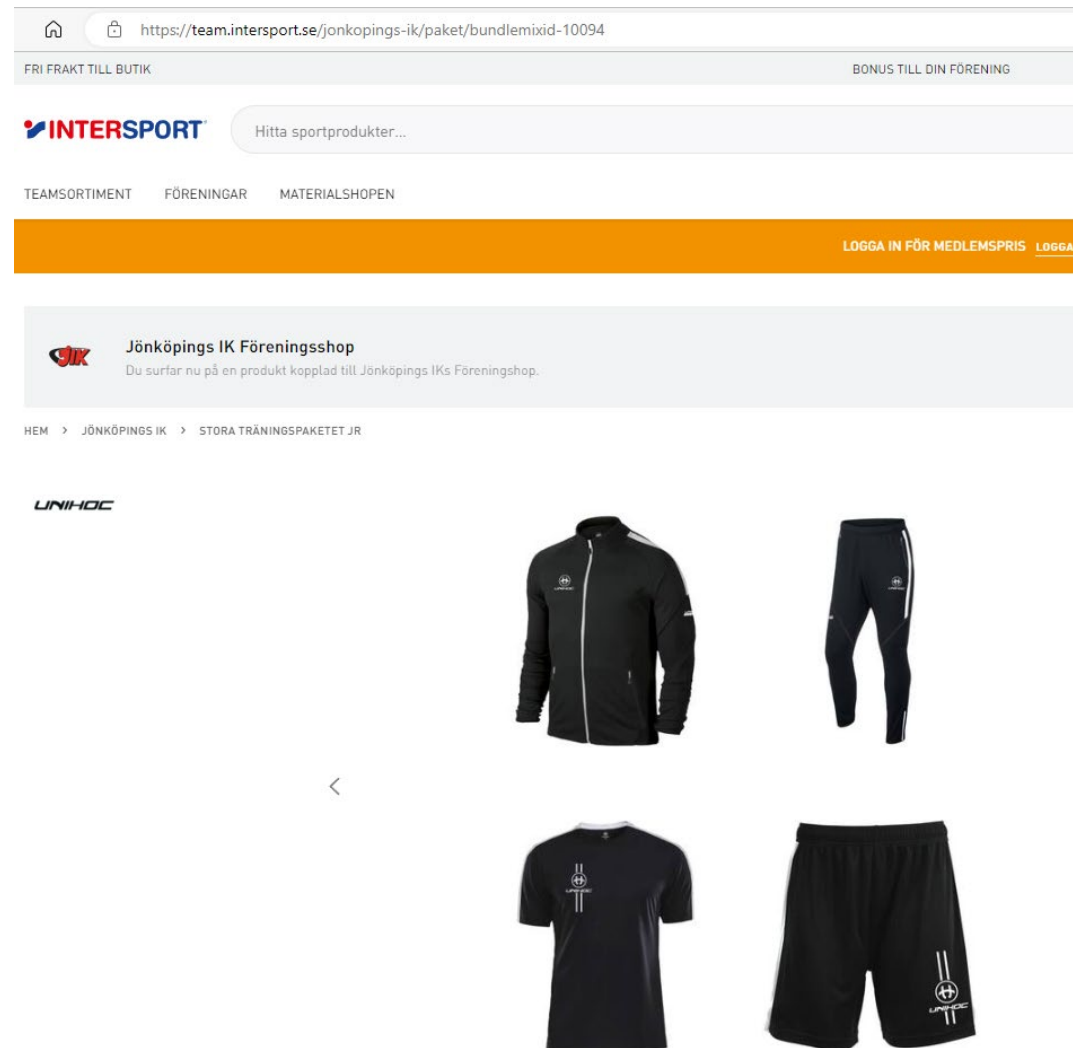 https://team.intersport.se/jonkopings-ik/paket/bundlemixid-10094
FRI FRAKT TILL BUTIK
BONUS TILL DIN FÖRENING
INTERSPORT
Hitta sportprodukter...
TEAMSORTIMENT FÖRENINGAR MATERIALSHOPEN
LOGGA IN FÖR MEDLEMSPRIS LOGGA
JIK
Jönköpings IK Föreningsshop
Du surfar nu på en produkt kopplad till Jönköpings IKs Föreningshop.
HEM > JÖNKÖPINGS IK > STORA TRÄNINGSPAKETET JR
UNIHOC
UNIHOC
UNIHOC
UNIHOC
UNIHOC